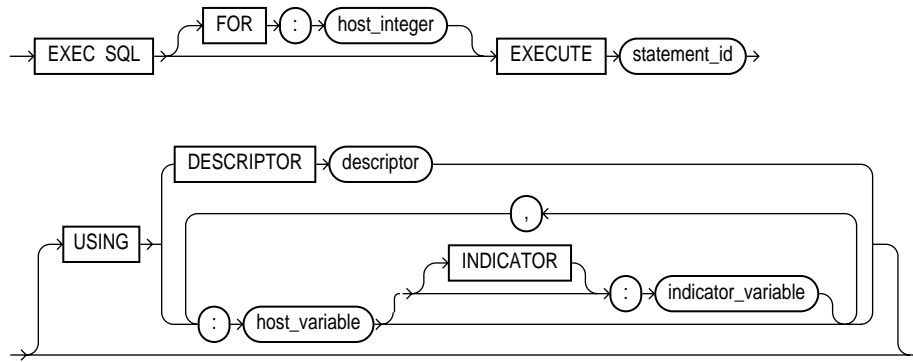 FOR : host_integer
EXEC SQL EXECUTE statement_id
DESCRIPTOR descriptor
,
USING
INDICATOR
: host_variable : indicator_variable